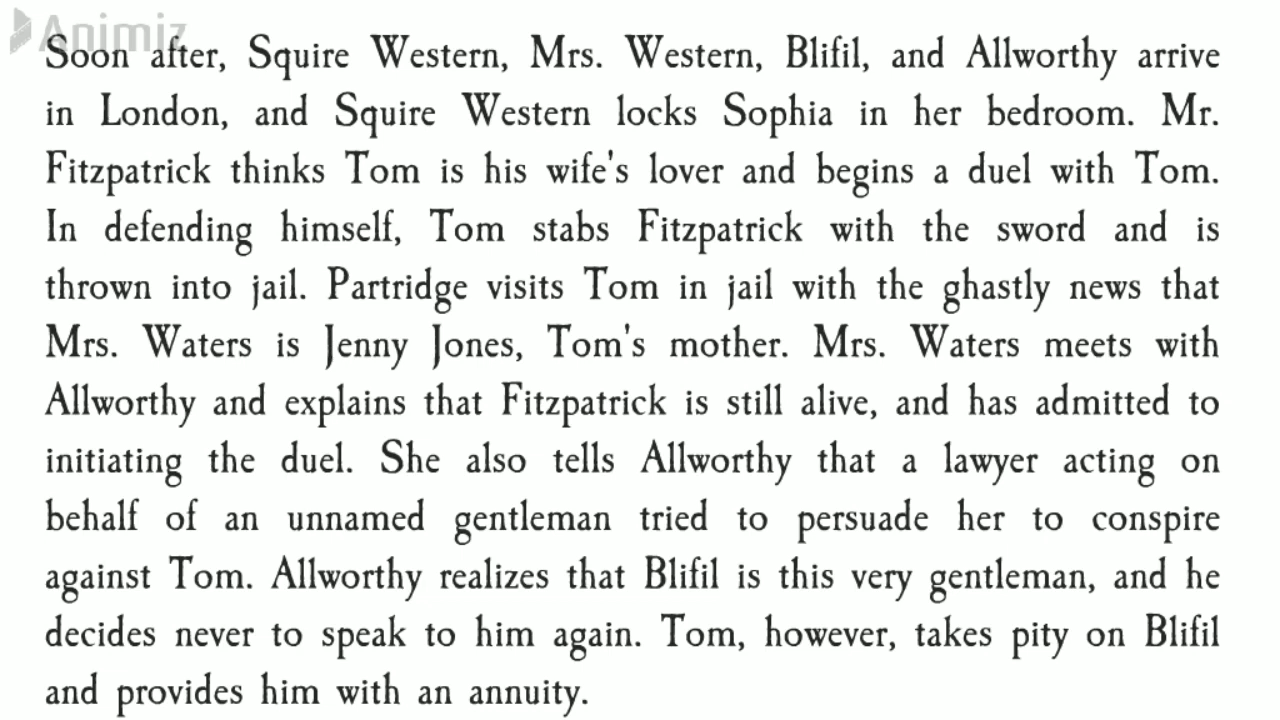 Animiz
Soon after, Squire Western, Mrs. Western, Blifil, and Allworthy arrive
in London, and Squire Western locks Sophia in her bedroom. Mr.
Fitzpatrick thinks Tom is his wife's lover and begins a duel with Tom.
In defending himself, Tom stabs Fitzpatrick with the sword and is
thrown into jail. Partridge visits Tom in jail with the ghastly news that
Mrs. Waters is Jenny Jones, Tom's mother. Mrs. Waters meets with
Allworthy and explains that Fitzpatrick is still alive, and has admitted to
initiating the duel. She also tells Allworthy that a lawyer acting on
behalf of an unnamed gentleman tried to persuade her to conspire
against Tom. Allworthy realizes that Blifil is this very gentleman, and he
decides never to speak to him again. Tom, however, takes pity on Blifil
and provides him with an annuity.